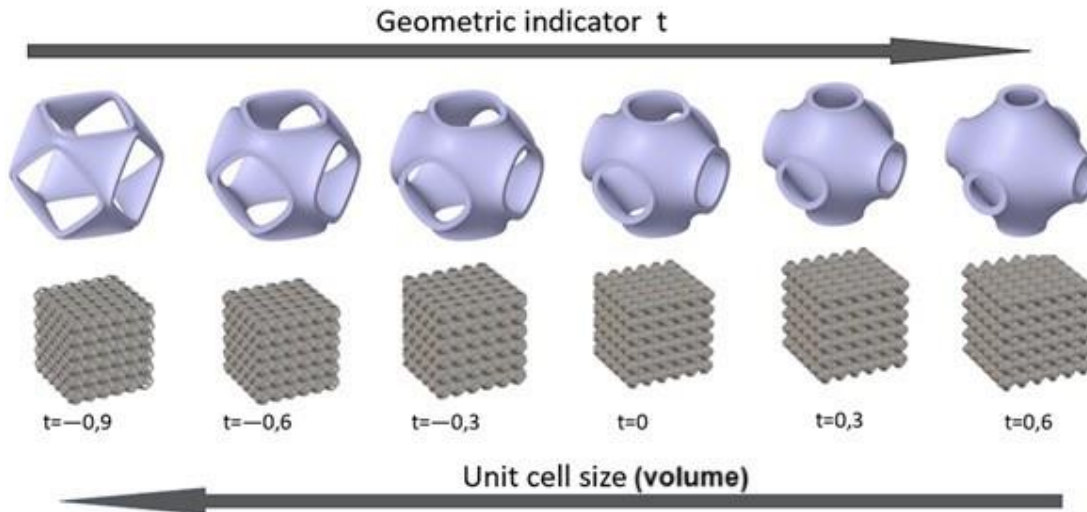 Geometric indicator t
t=—0,9 t=—0,6 t=—0,3 t=0 t=0,3 t=0,6
Unit cell size (volume)